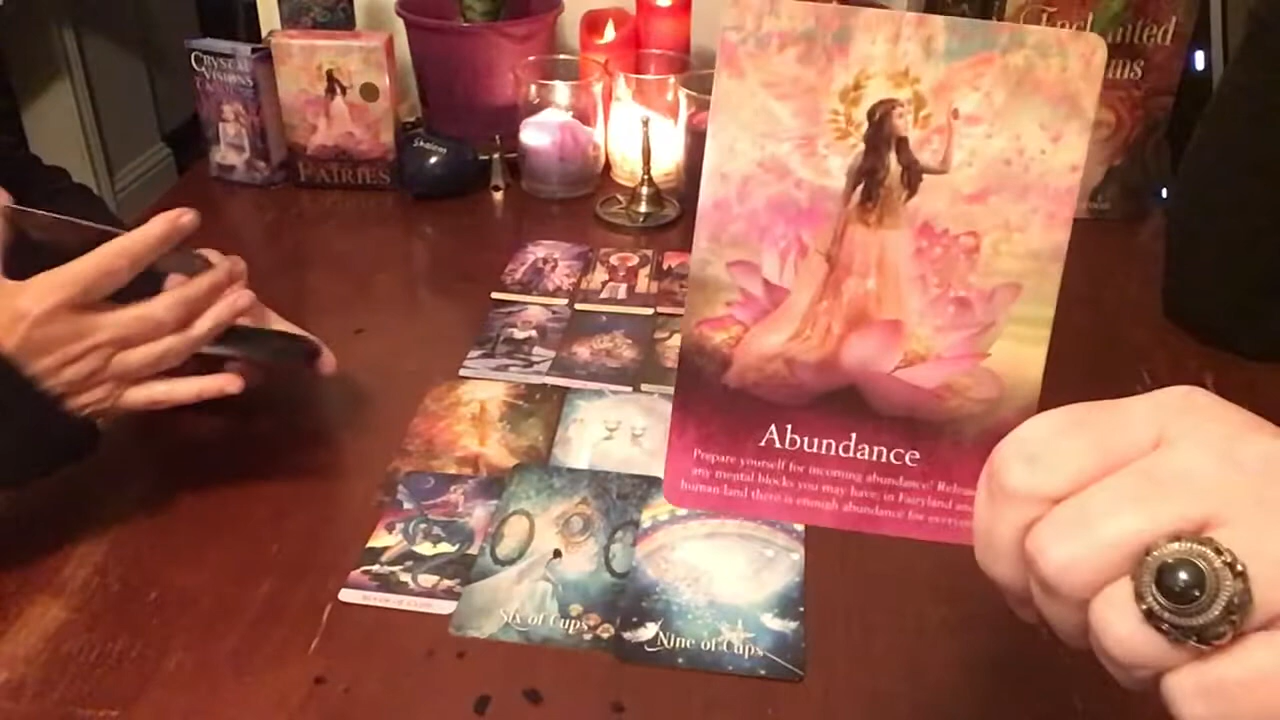 CRYSTAL
VISIONS
FAIRIES
Shalom
Enchanted
Abundance
Prepare yourself for incoming abundance! Release
any mental blocks you may have; in Fairyland and
human land there is enough abundance for everyone
Six of Cups
Nine of Cups